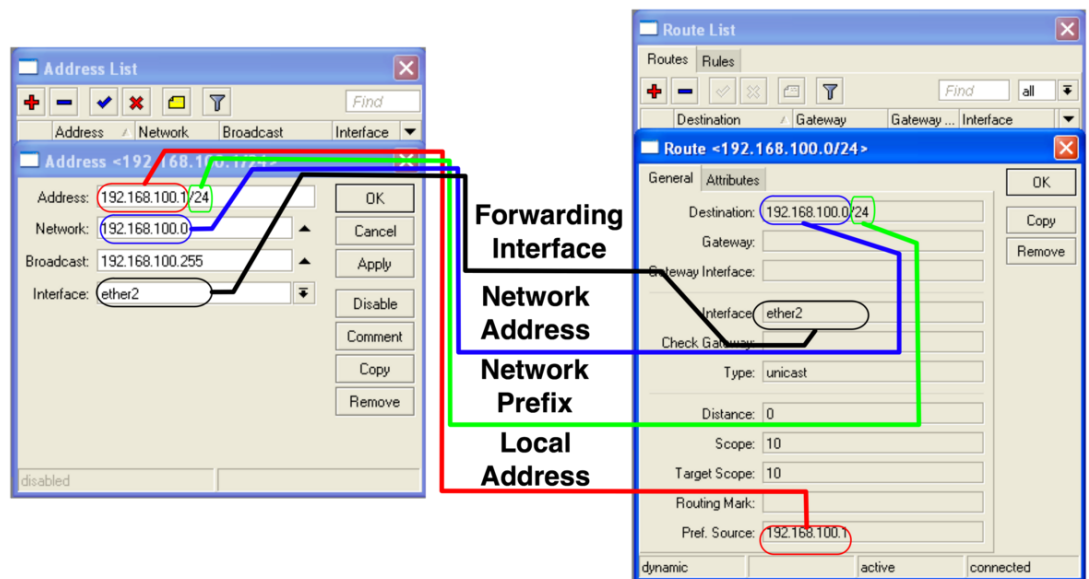 Address List
Find
Address Network Broadcast Interface
Address <192.168.100.1/24>
Address: 192.168.100.1/24
Network: 192.168.100.0
Broadcast: 192.168.100.255
Interface: ether2
OK
Cancel
Apply
Disable
Comment
Copy
Remove
disabled
Forwarding
Interface
Network
Address
Network
Prefix
Local
Address
Route List
Routes Rules
Find all
Destination Gateway Gateway ... Interface
Route <192.168.100.0/24>
General Attributes
Destination: 192.168.100.0/24
Gateway:
Gateway Interface:
Interface: ether2
Check Gateway:
Type: unicast
Distance: 0
Scope: 10
Target Scope: 10
Routing Mark:
Pref. Source: 192.168.100.1
OK
Copy
Remove
dynamic active connected